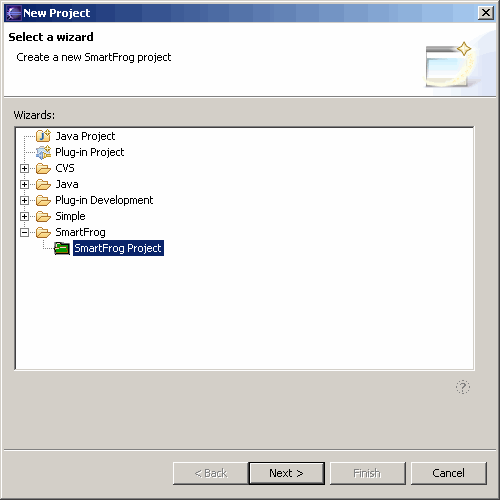 New Project
Select a wizard
Create a new SmartFrog project
Wizards:
Java Project
Plug-in Project
CVS
Java
Plug-in Development
Simple
SmartFrog
SmartFrog Project
?
< Back
Next >
Finish
Cancel